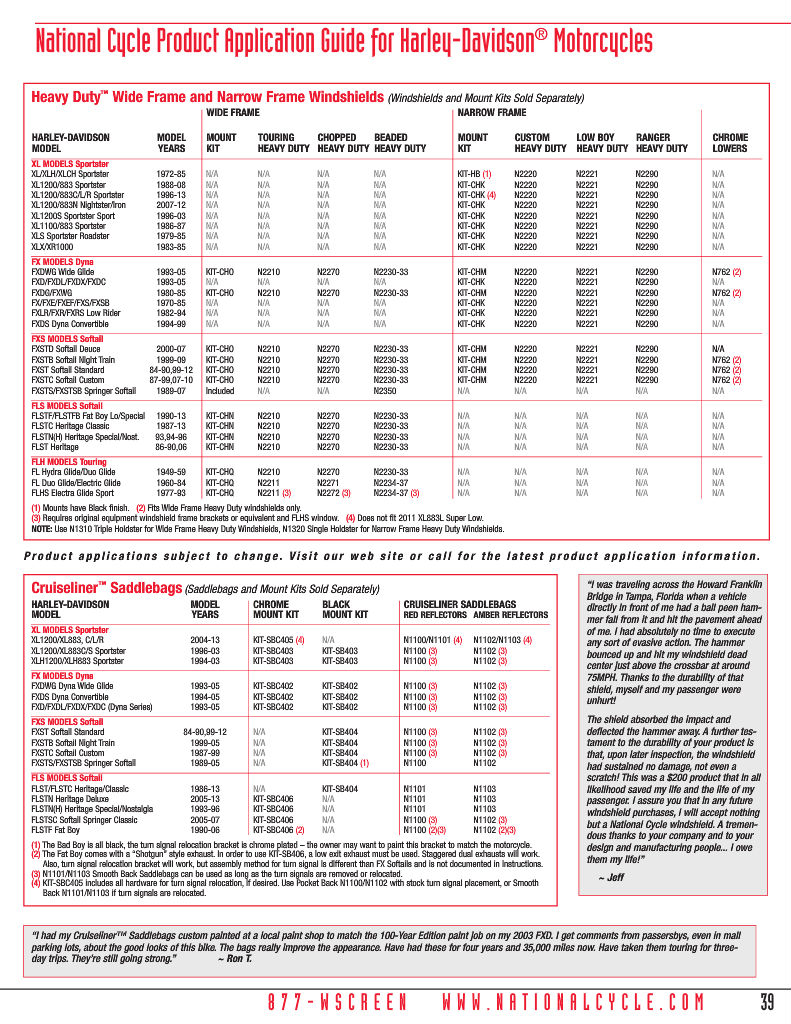 National Cycle Product Application Guide for Harley-Davidson® Motorcycles
Heavy Duty™ Wide Frame and Narrow Frame Windshields (Windshields and Mount Kits Sold Separately)
WIDE FRAME NARROW FRAME
HARLEY-DAVIDSON MODEL MOUNT TOURING CHOPPED BEADED MOUNT CUSTOM LOW BOY RANGER CHROME
MODEL YEARS KIT HEAVY DUTY HEAVY DUTY HEAVY DUTY KIT HEAVY DUTY HEAVY DUTY HEAVY DUTY LOWERS
XL MODELS Sportster
XL/XLH/XLCH Sportster 1972-85 N/A N/A N/A N/A KIT-HB (1) N2220 N2221 N2290 N/A
XL1200/883 Sportster 1988-08 N/A N/A N/A N/A KIT-CHK N2220 N2221 N2290 N/A
XL1200/883C/L/R Sportster 1996-13 N/A N/A N/A N/A KIT-CHK (4) N2220 N2221 N2290 N/A
XL1200/883N Nightster/Iron 2007-12 N/A N/A N/A N/A KIT-CHK N2220 N2221 N2290 N/A
XL1200S Sportster Sport 1996-03 N/A N/A N/A N/A KIT-CHK N2220 N2221 N2290 N/A
XL1100/883 Sportster 1986-87 N/A N/A N/A N/A KIT-CHK N2220 N2221 N2290 N/A
XLS Sportster Roadster 1979-85 N/A N/A N/A N/A KIT-CHK N2220 N2221 N2290 N/A
XLX/XR1000 1983-85 N/A N/A N/A N/A KIT-CHK N2220 N2221 N2290 N/A
FX MODELS Dyna
FXDWG Wide Glide 1993-05 KIT-CHO N2210 N2270 N2230-33 KIT-CHM N2220 N2221 N2290 N762 (2)
FXD/FXDL/FXDX/FXDC 1993-05 N/A N/A N/A N/A KIT-CHK N2220 N2221 N2290 N/A
FXDG/FXWG 1980-85 KIT-CHO N2210 N2270 N2230-33 KIT-CHM N2220 N2221 N2290 N762 (2)
FX/FXE/FXEF/FXS/FXSB 1970-85 N/A N/A N/A N/A KIT-CHK N2220 N2221 N2290 N/A
FXLR/FXR/FXRS Low Rider 1982-94 N/A N/A N/A N/A KIT-CHK N2220 N2221 N2290 N/A
FXDS Dyna Convertible 1994-99 N/A N/A N/A N/A KIT-CHK N2220 N2221 N2290 N/A
FXS MODELS Softail
FXSTD Softail Deuce 2000-07 KIT-CHO N2210 N2270 N2230-33 KIT-CHM N2220 N2221 N2290 N/A
FXSTB Softail Night Train 1999-09 KIT-CHO N2210 N2270 N2230-33 KIT-CHM N2220 N2221 N2290 N762 (2)
FXST Softail Standard 84-90,99-12 KIT-CHO N2210 N2270 N2230-33 KIT-CHM N2220 N2221 N2290 N762 (2)
FXSTC Softail Custom 87-99,07-10 KIT-CHO N2210 N2270 N2230-33 KIT-CHM N2220 N2221 N2290 N762 (2)
FXSTS/FXSTSB Springer Softail 1989-07 Included N/A N/A N2350 N/A N/A N/A N/A N/A
FLS MODELS Softail
FLSTF/FLSTFB Fat Boy Lo/Special 1990-13 KIT-CHN N2210 N2270 N2230-33 N/A N/A N/A N/A N/A
FLSTC Heritage Classic 1987-13 KIT-CHN N2210 N2270 N2230-33 N/A N/A N/A N/A N/A
FLSTN(H) Heritage Special/Nost. 93,94-96 KIT-CHN N2210 N2270 N2230-33 N/A N/A N/A N/A N/A
FLST Heritage 86-90,06 KIT-CHN N2210 N2270 N2230-33 N/A N/A N/A N/A N/A
FLH MODELS Touring
FL Hydra Glide/Duo Glide 1949-59 KIT-CHQ N2210 N2270 N2230-33 N/A N/A N/A N/A N/A
FL Duo Glide/Electric Glide 1960-84 KIT-CHQ N2211 N2271 N2234-37 N/A N/A N/A N/A N/A
FLHS Electra Glide Sport 1977-93 KIT-CHQ N2211 (3) N2272 (3) N2234-37 (3) N/A N/A N/A N/A N/A
(1) Mounts have Black finish. (2) Fits Wide Frame Heavy Duty windshields only.
(3) Requires original equipment windshield frame brackets or equivalent and FLHS window. (4) Does not fit 2011 XL883L Super Low.
NOTE: Use N1310 Triple Holdster for Wide Frame Heavy Duty Windshields, N1320 Single Holdster for Narrow Frame Heavy Duty Windshields.
Product applications subject to change. Visit our web site or call for the latest product application information.
Cruiseliner™ Saddlebags (Saddlebags and Mount Kits Sold Separately)
HARLEY-DAVIDSON MODEL CHROME BLACK CRUISELINER SADDLEBAGS
MODEL YEARS MOUNT KIT MOUNT KIT RED REFLECTORS AMBER REFLECTORS
XL MODELS Sportster
XL1200/XL883, C/L/R 2004-13 KIT-SBC405 (4) N/A N1100/N1101 (4) N1102/N1103 (4)
XL1200/XL883C/S Sportster 1996-03 KIT-SBC403 KIT-SB403 N1100 (3) N1102 (3)
XLH1200/XLH883 Sportster 1994-03 KIT-SBC403 KIT-SB403 N1100 (3) N1102 (3)
FX MODELS Dyna
FXDWG Dyna Wide Glide 1993-05 KIT-SBC402 KIT-SB402 N1100 (3) N1102 (3)
FXDS Dyna Convertible 1994-05 KIT-SBC402 KIT-SB402 N1100 (3) N1102 (3)
FXD/FXDL/FXDX/FXDC (Dyna Series) 1993-05 KIT-SBC402 KIT-SB402 N1100 (3) N1102 (3)
FXS MODELS Softail
FXST Softail Standard 84-90,99-12 N/A KIT-SB404 N1100 (3) N1102 (3)
FXSTB Softail Night Train 1999-05 N/A KIT-SB404 N1100 (3) N1102 (3)
FXSTC Softail Custom 1987-99 N/A KIT-SB404 N1100 (3) N1102 (3)
FXSTS/FXSTSB Springer Softail 1989-05 N/A KIT-SB404 (1) N1100 N1102
FLS MODELS Softail
FLST/FLSTC Heritage/Classic 1986-13 N/A KIT-SB404 N1101 N1103
FLSTN Heritage Deluxe 2005-13 KIT-SBC406 N/A N1101 N1103
FLSTN(H) Heritage Special/Nostalgia 1993-96 KIT-SBC406 N/A N1101 N1103
FLSTSC Softail Springer Classic 2005-07 KIT-SBC406 N/A N1100 (3) N1102 (3)
FLSTF Fat Boy 1990-06 KIT-SBC406 (2) N/A N1100 (2)(3) N1102 (2)(3)
(1) The Bad Boy is all black, the turn signal relocation bracket is chrome plated – the owner may want to paint this bracket to match the motorcycle.
(2) The Fat Boy comes with a "Shotgun" style exhaust. In order to use KIT-SB406, a low exit exhaust must be used. Staggered dual exhausts will work.
Also, turn signal relocation bracket will work, but assembly method for turn signal is different than FX Softails and is not documented in Instructions.
(3) N1101/N1103 Smooth Back Saddlebags can be used as long as the turn signals are removed or relocated.
(4) KIT-SBC405 includes all hardware for turn signal relocation, if desired. Use Pocket Back N1100/N1102 with stock turn signal placement, or Smooth
Back N1101/N1103 if turn signals are relocated.
"I was traveling across the Howard Franklin
Bridge in Tampa, Florida when a vehicle
directly in front of me had a ball peen ham-
mer fall from it and hit the pavement ahead
of me. I had absolutely no time to execute
any sort of evasive action. The hammer
bounced up and hit my windshield dead
center just above the crossbar at around
75MPH. Thanks to the durability of that
shield, myself and my passenger were
unhurt!
The shield absorbed the impact and
deflected the hammer away. A further tes-
tament to the durability of your product is
that, upon later inspection, the windshield
had sustained no damage, not even a
scratch! This was a $200 product that in all
likelihood saved my life and the life of my
passenger. I assure you that in any future
windshield purchases, I will accept nothing
but a National Cycle windshield. A tremen-
dous thanks to your company and to your
design and manufacturing people... I owe
them my life!"
~ Jeff
"I had my Cruiseliner™ Saddlebags custom painted at a local paint shop to match the 100-Year Edition paint job on my 2003 FXD. I get comments from passersbys, even in mall
parking lots, about the good looks of this bike. The bags really improve the appearance. Have had these for four years and 35,000 miles now. Have taken them touring for three-
day trips. They're still going strong." ~ Ron T.
877-WSCREEN WWW.NATIONALCYCLE.COM 39